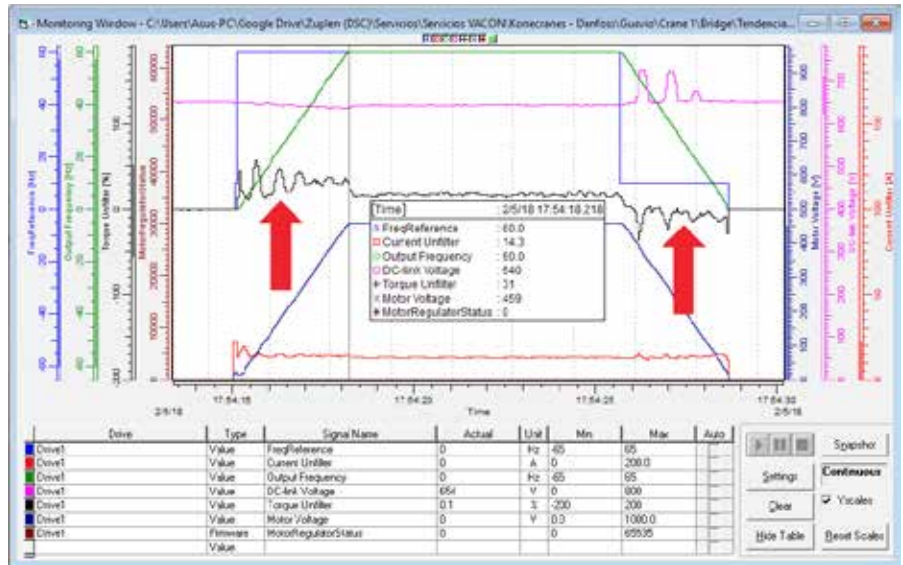 - Monitoring Window - C:\Users\Asus-PC\Google Drive\Zuplen (DSC)\Servicios\Servicios VACON\Konecranes - Danfoss\Guavio\Crane 1\Bridge\Tendencia...
FreqReference [Hz]
Output Frequency [Hz]
Torque Unfilter [%]
MotorRegulatorStatus
Motor Voltage [V]
DC-link Voltage [V]
Current Unfilter [A]
[Time] : 2/5/18 17:54:18.218
FreqReference : 60.0
Current Unfilter : 14.3
Output Frequency : 60.0
DC-link Voltage : 640
Torque Unfilter : 31
Motor Voltage : 459
MotorRegulatorStatus : 0
17:54:15 17:54:20 17:54:25 17:54:30
2/5/18 Time 2/5/18
Drive Type Signal Name Actual Unit Min Max Auto
Drive1 Value FreqReference 0 Hz -65 65
Drive1 Value Current Unfilter 0 A 0 200.0
Drive1 Value Output Frequency 0 Hz -65 65
Drive1 Value DC-link Voltage 654 V 0 800
Drive1 Value Torque Unfilter 0.1 % -200 200
Drive1 Value Motor Voltage 0 V 0.0 1000.0
Drive1 Firmware MotorRegulatorStatus 0 0 65535
Value
Snapshot
Settings Continuous
Clear Y-scales
Hide Table Reset Scales